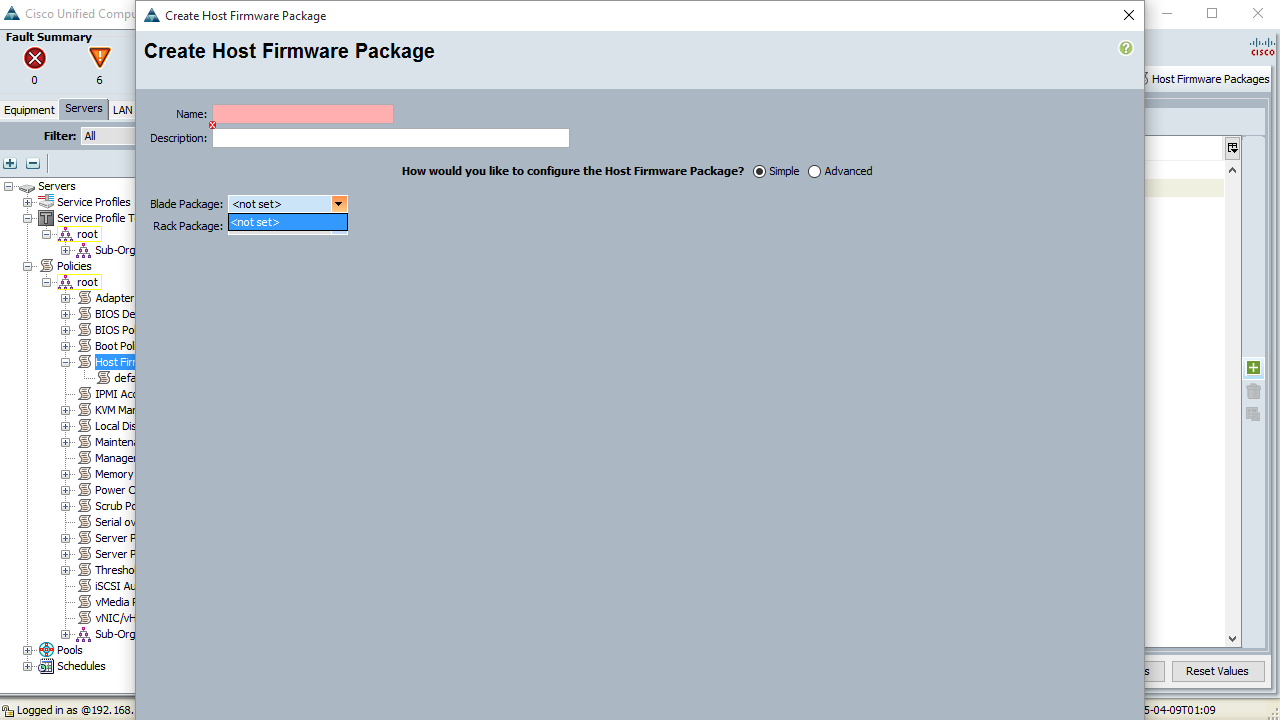 Cisco Unified Compu
Create Host Firmware Package
Fault Summary
0
6
Create Host Firmware Package
?
CISCO
Host Firmware Packages
Equipment
Servers
LAN
Filter: All
Name:
Description:
How would you like to configure the Host Firmware Package? Simple Advanced
Blade Package: <not set>
<not set>
Rack Package:
Servers
Service Profiles
Service Profile T
root
Sub-Org
Policies
root
Adapter
BIOS De
BIOS Pol
Boot Pol
Host Fir
defa
IPMI Acc
KVM Man
Local Dis
Maintena
Manager
Memory
Power C
Scrub Po
Serial ov
Server P
Server P
Thresho
iSCSI Au
vMedia P
vNIC/vH
Sub-Org
Pools
Schedules
s
Reset Values
Logged in as @192.168.
5-04-09T01:09